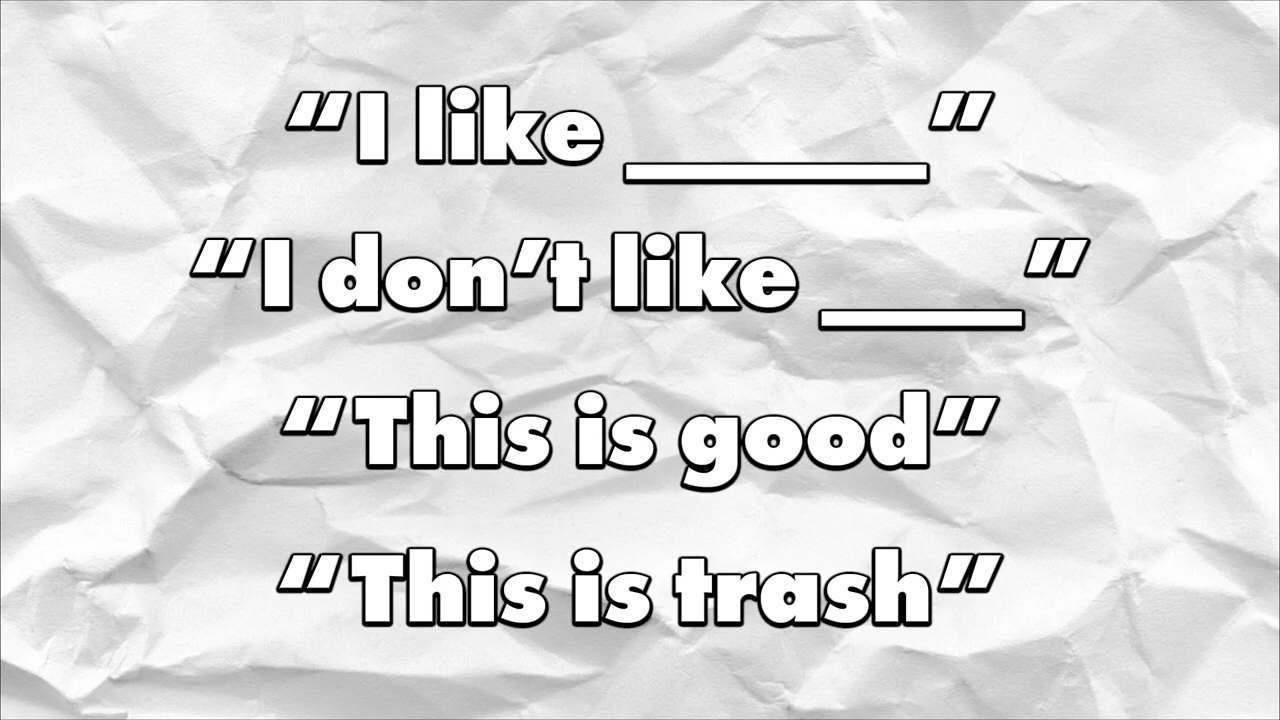 “I like ______”
“I don’t like ____”
“This is good”
“This is trash”